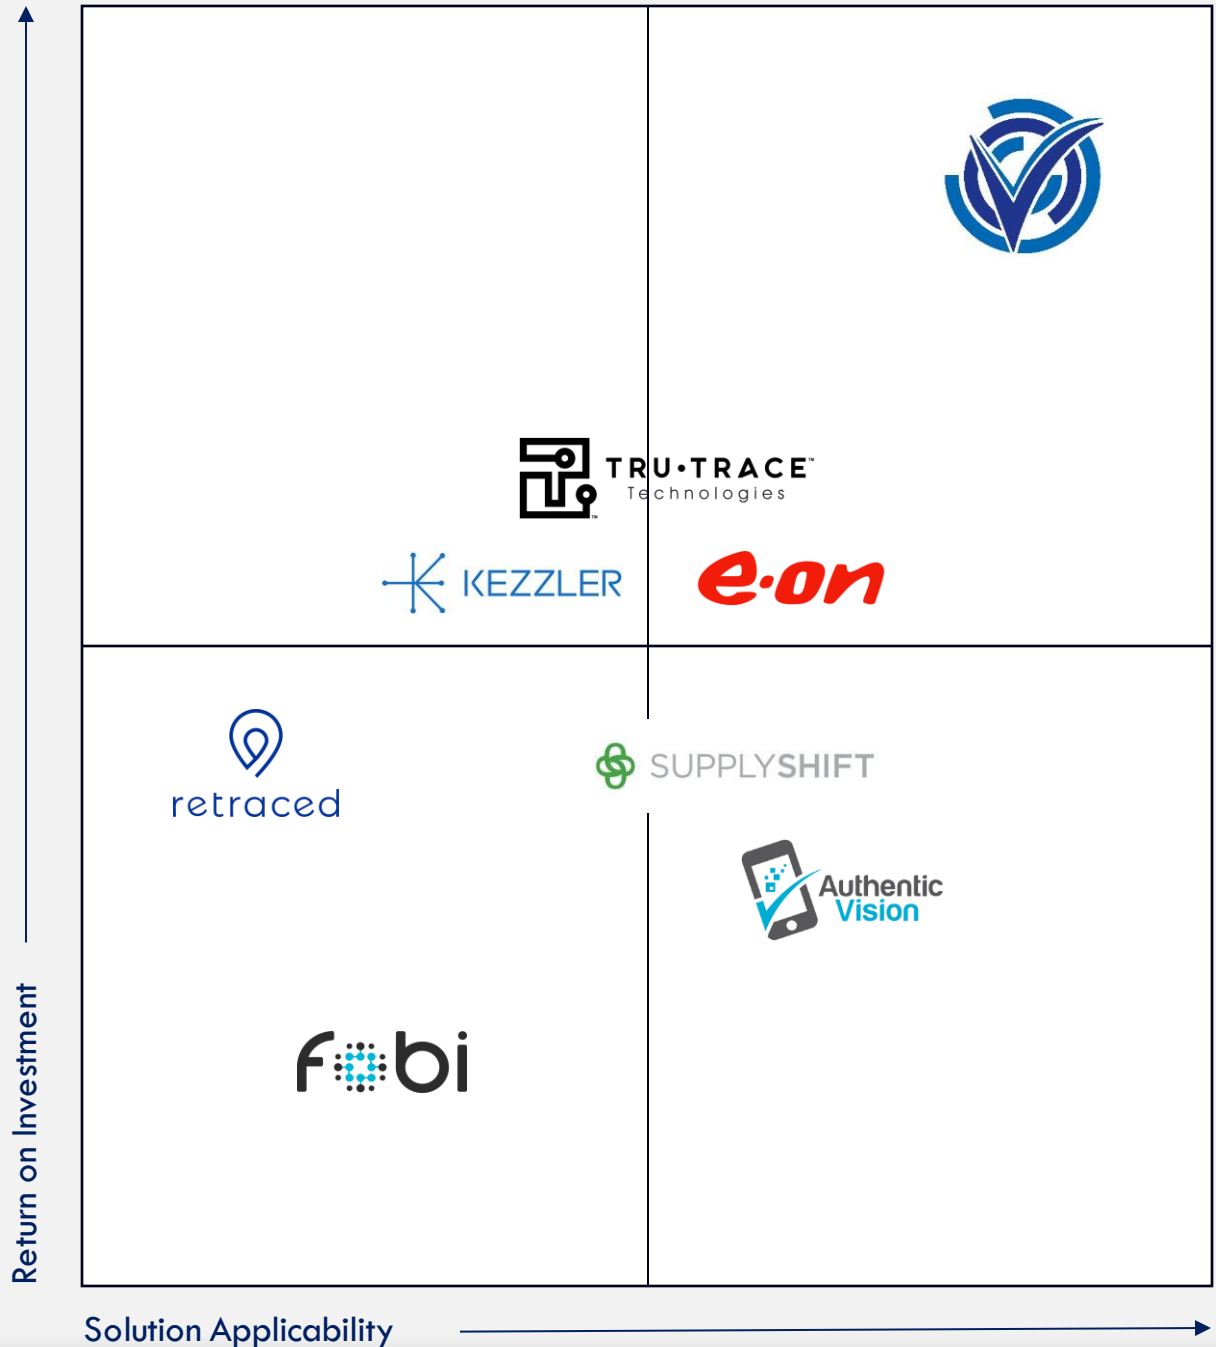 TRU•TRACE™
Technologies
KEZZLER
e·on
retraced
SUPPLYSHIFT
Authentic
Vision
fobi
Return on Investment
Solution Applicability